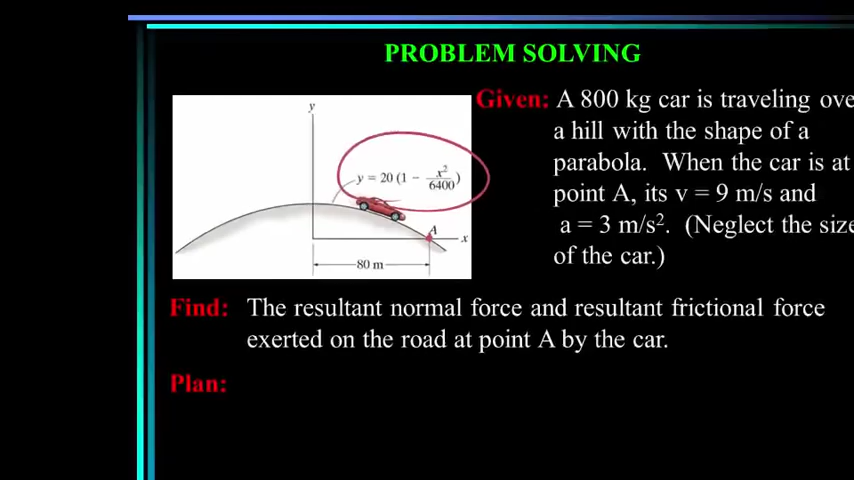 PROBLEM SOLVING
Given: A 800 kg car is traveling ove
a hill with the shape of a
parabola. When the car is at
point A, its v = 9 m/s and
a = 3 m/s². (Neglect the size
of the car.)
y
y = 20 (1 − x²/6400)
A
x
80 m
Find: The resultant normal force and resultant frictional force
exerted on the road at point A by the car.
Plan: